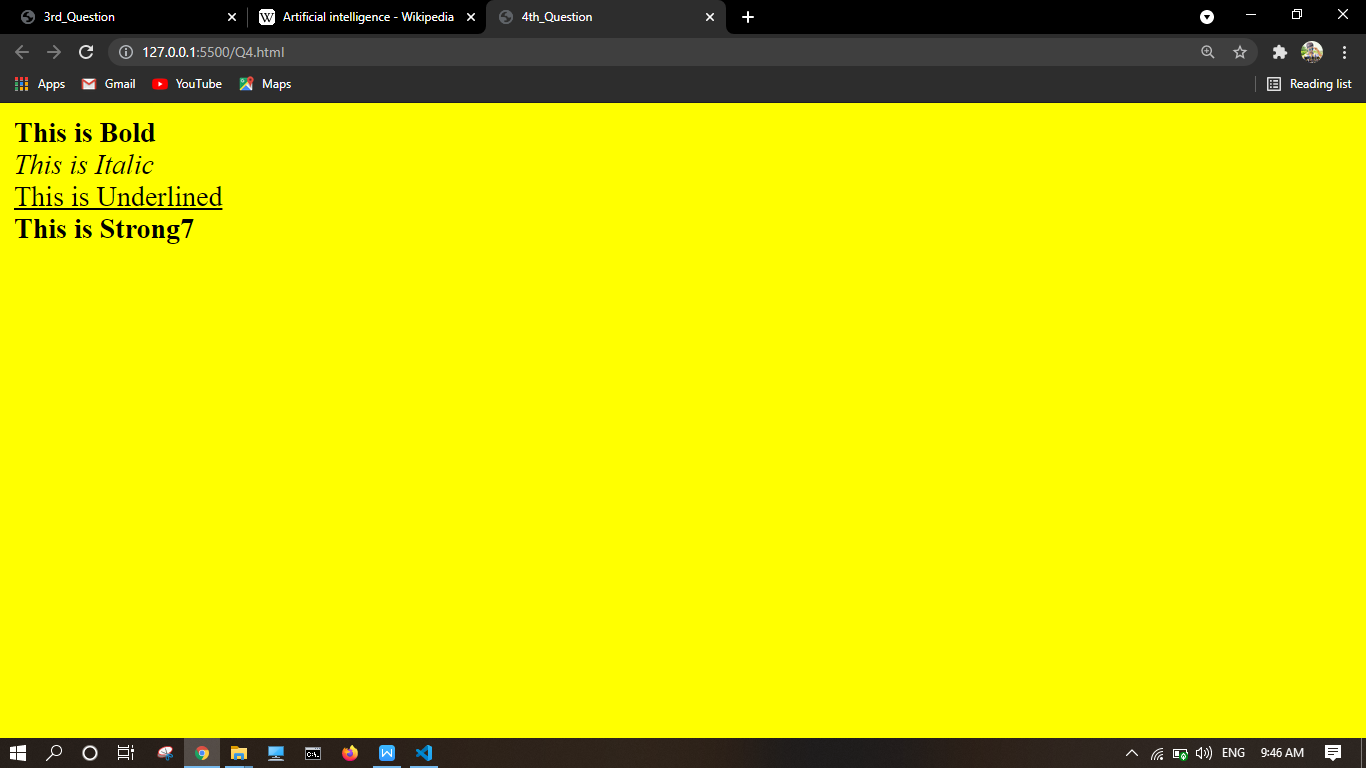 3rd_Question
Artificial intelligence - Wikipedia
4th_Question
127.0.0.1:5500/Q4.html
Apps
Gmail
YouTube
Maps
Reading list
This is Bold
This is Italic
This is Underlined
This is Strong7
ENG
9:46 AM